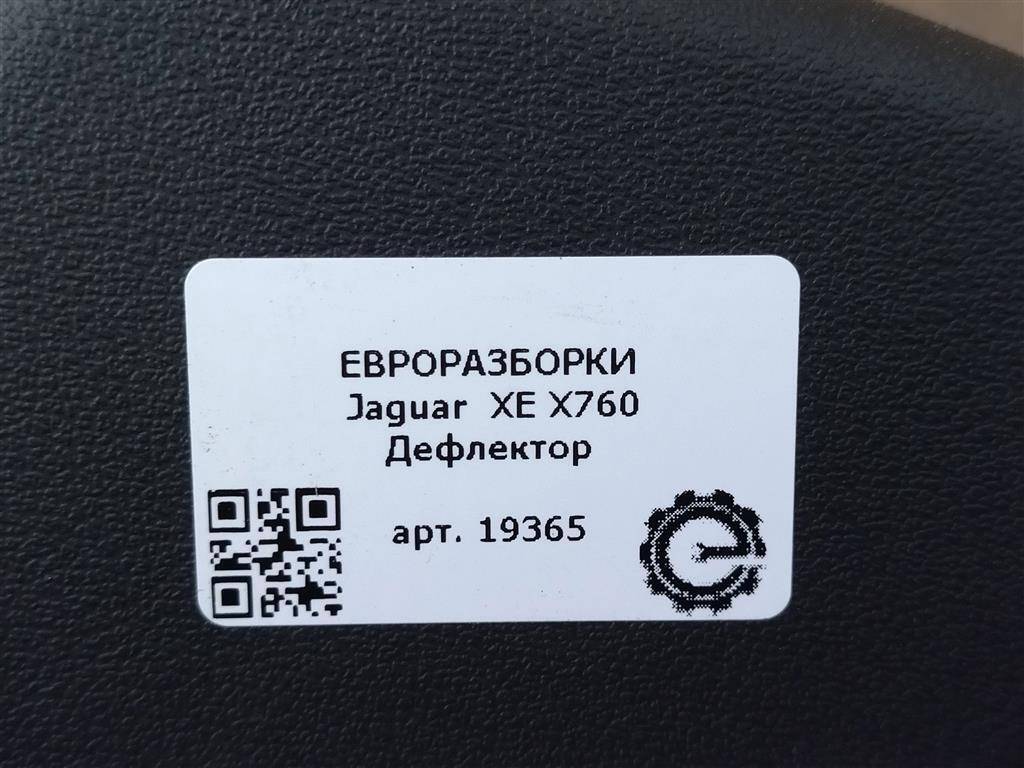 ЕВРОРАЗБОРКИ
Jaguar XE X760
Дефлектор
арт. 19365